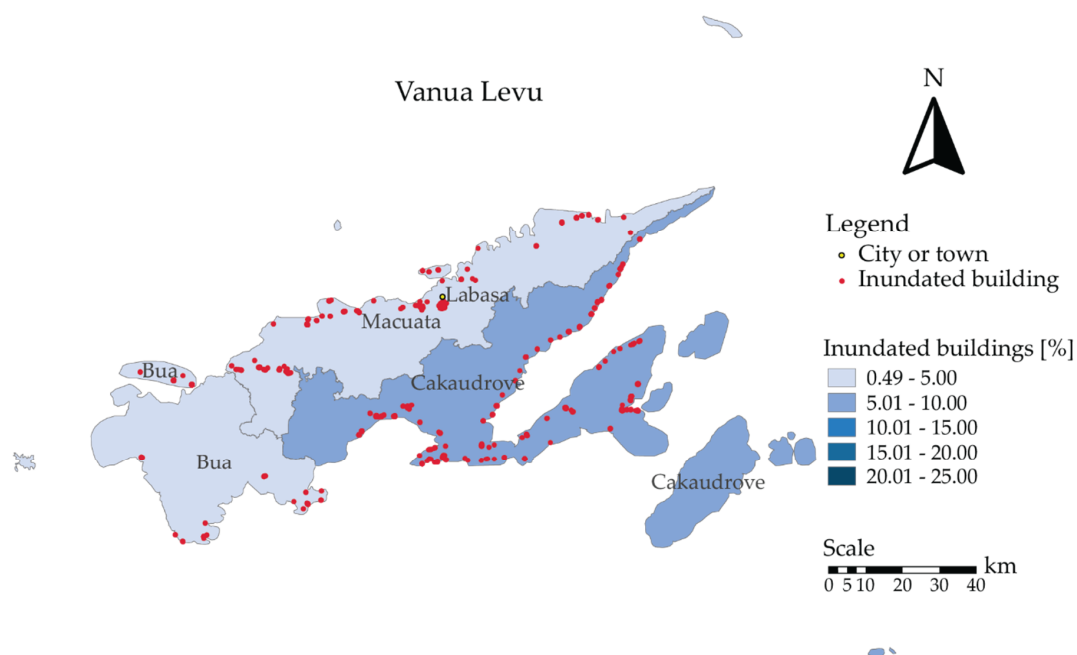 Vanua Levu
N
Legend
City or town
Inundated building
Labasa
Macuata
Inundated buildings [%]
Bua
0.49 - 5.00
Cakaudrove
5.01 - 10.00
10.01 - 15.00
15.01 - 20.00
20.01 - 25.00
Bua
Cakaudrove
Scale
km
0 5 10 20 30 40